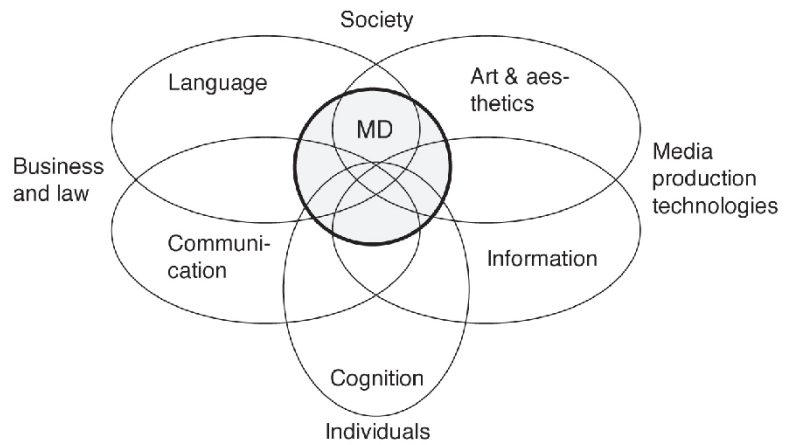 Society
Language
Art & aes-
thetics
MD
Business
and law
Media
production
technologies
Communi-
cation
Information
Cognition
Individuals